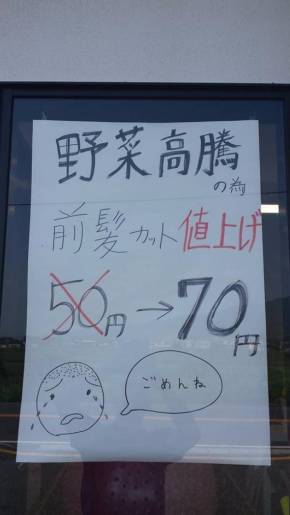 野菜高騰
の為
前髪カット値上げ
50円→70円
ごめんね